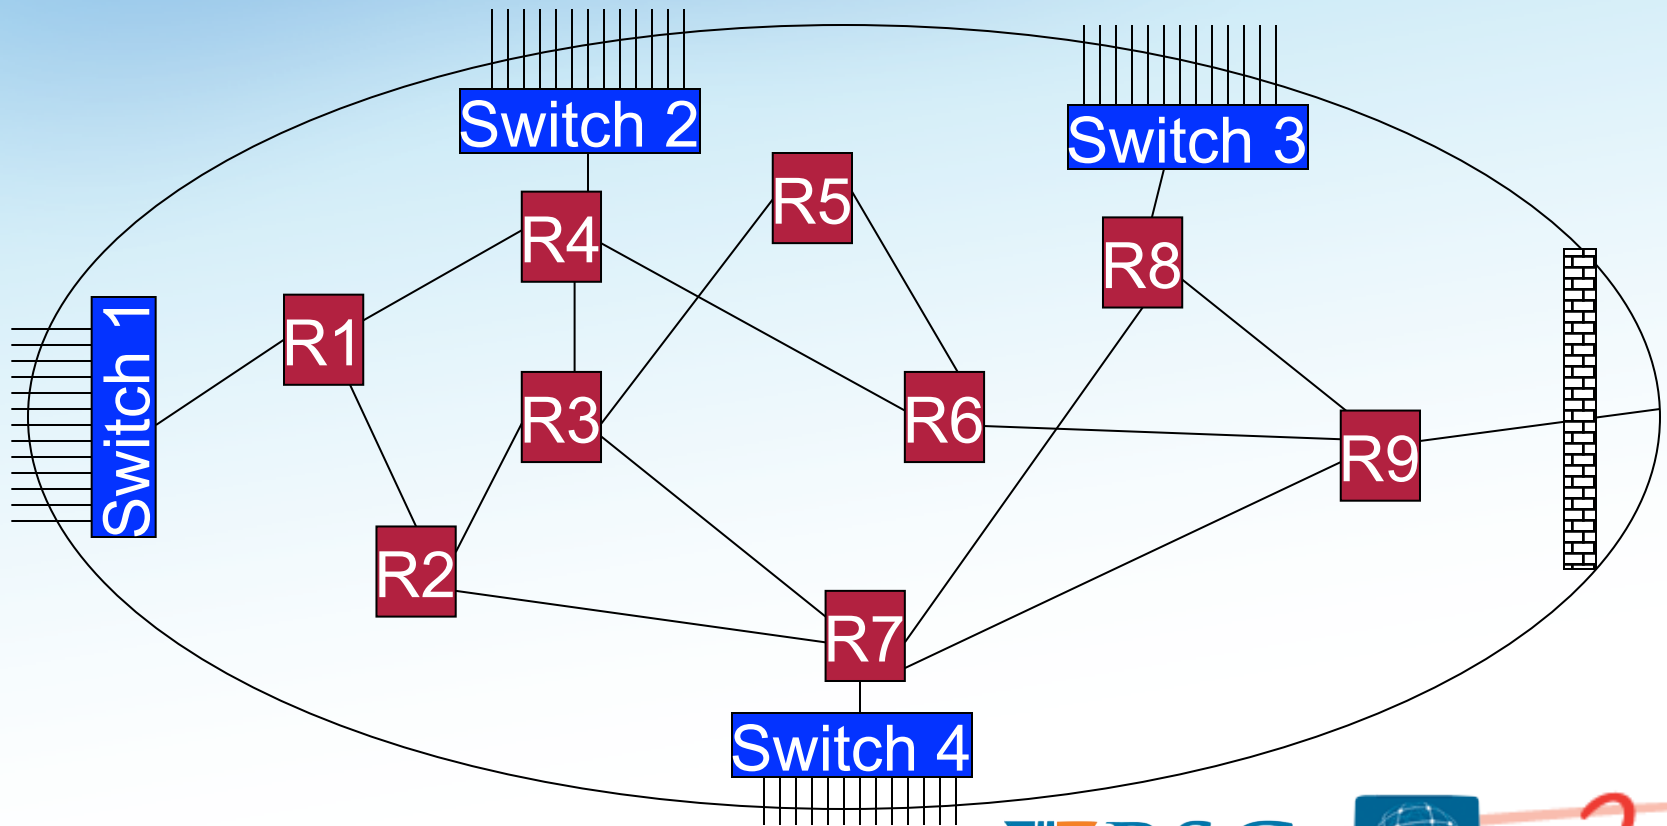 Switch 2
Switch 3
R5
R4
R8
Switch 1
R1
R3
R6
R9
R2
R7
Switch 4